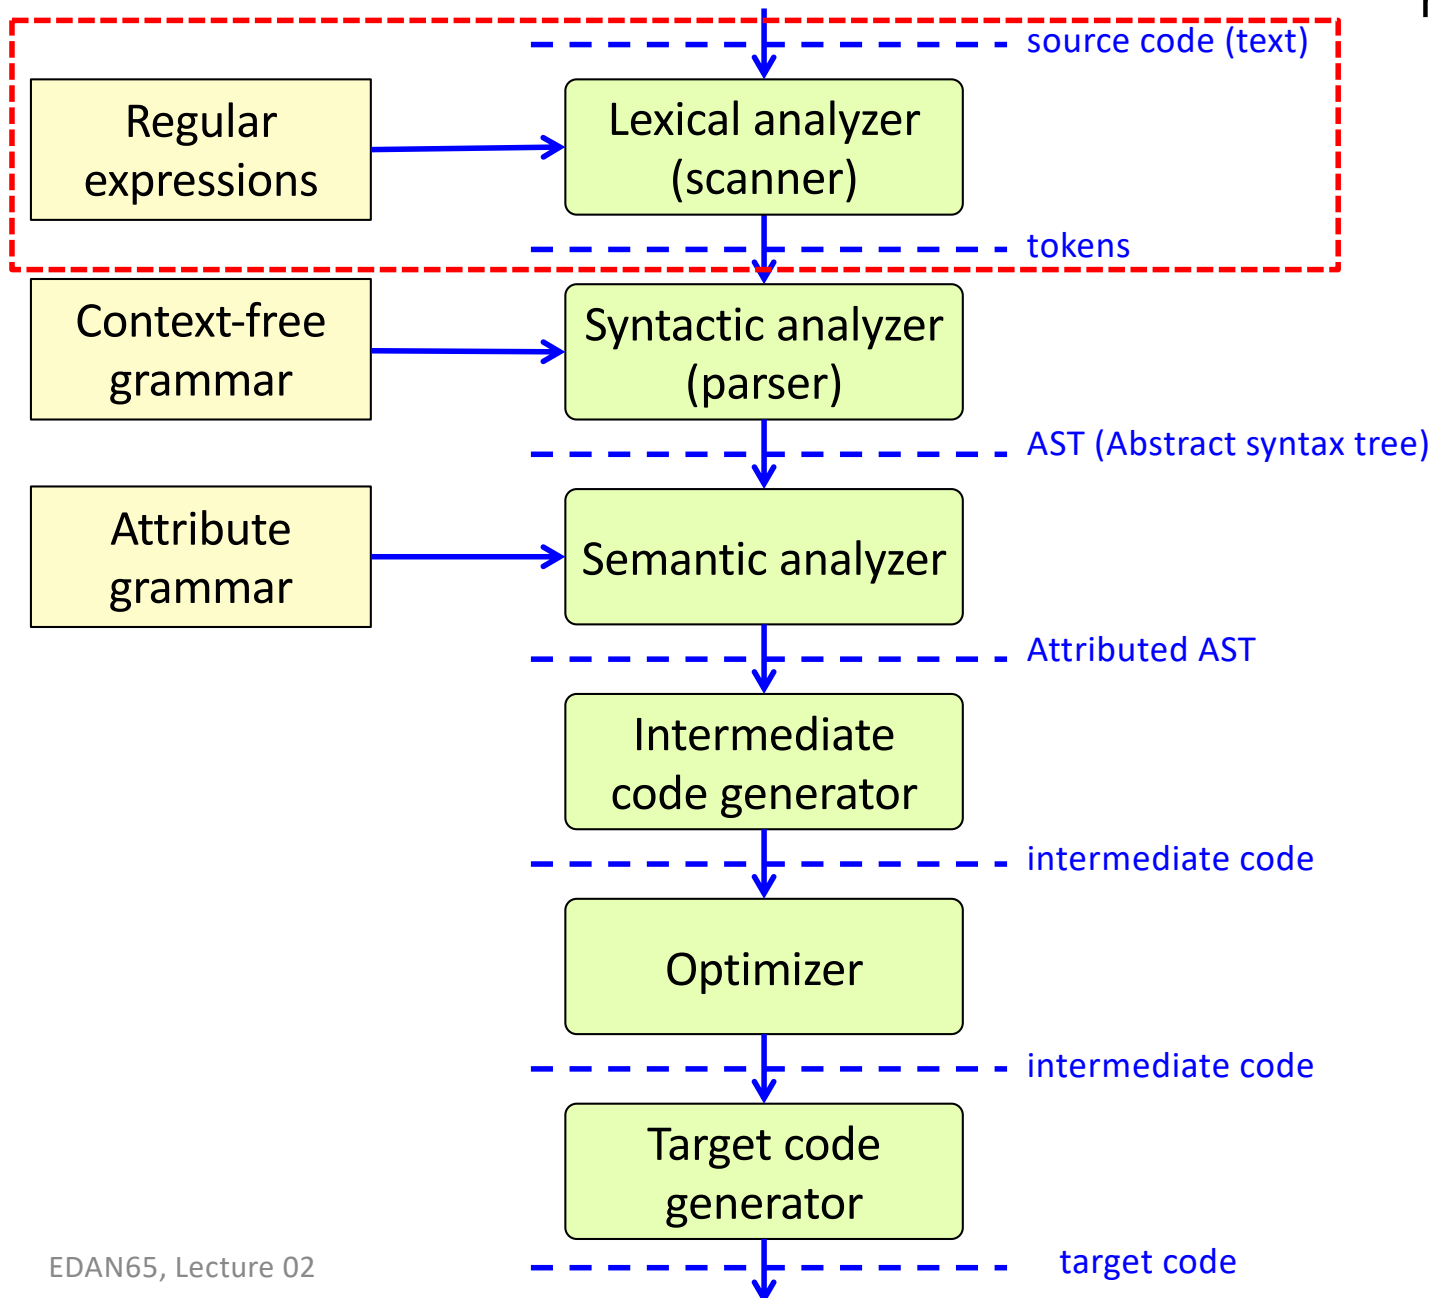 source code (text)
Regular
expressions
Lexical analyzer
(scanner)
tokens
Context-free
grammar
Syntactic analyzer
(parser)
AST (Abstract syntax tree)
Attribute
grammar
Semantic analyzer
Attributed AST
Intermediate
code generator
intermediate code
Optimizer
intermediate code
Target code
generator
EDAN65, Lecture 02
target code